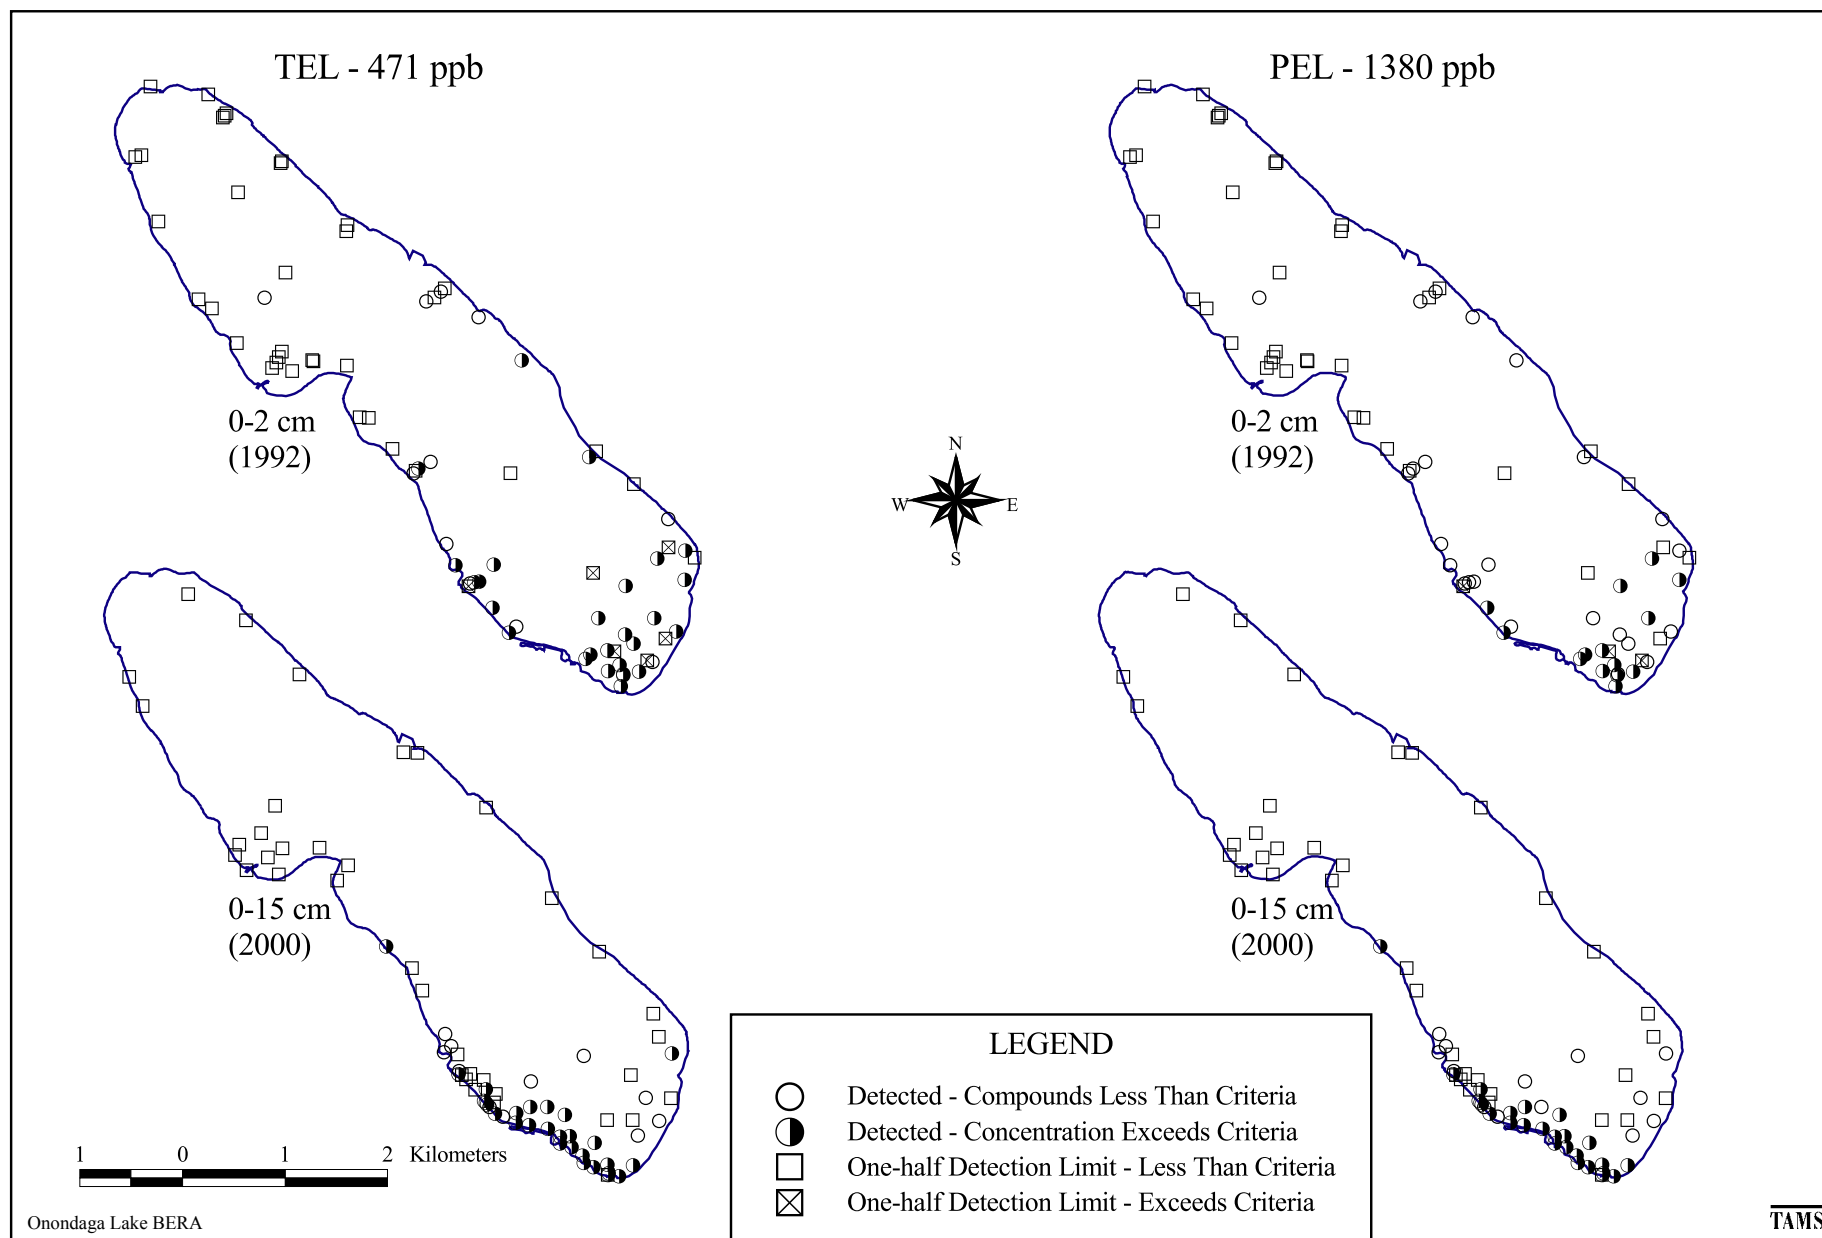 TEL - 471 ppb
PEL - 1380 ppb
0-2 cm
(1992)
0-2 cm
(1992)
N
W
E
S
0-15 cm
(2000)
0-15 cm
(2000)
LEGEND
Detected - Compounds Less Than Criteria
Detected - Concentration Exceeds Criteria
One-half Detection Limit - Less Than Criteria
One-half Detection Limit - Exceeds Criteria
1 0 1 2 Kilometers
Onondaga Lake BERA
TAMS